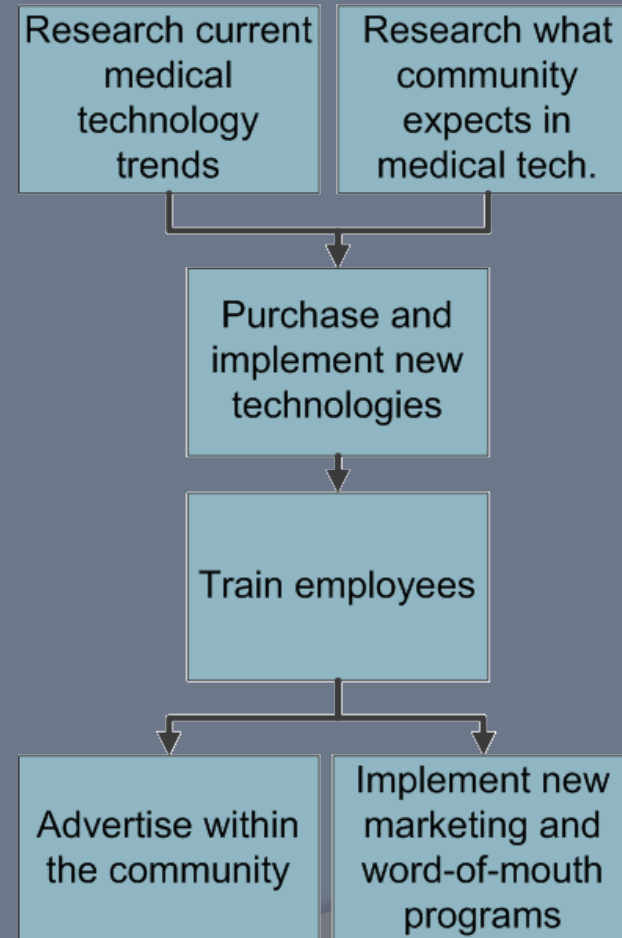 Research current
medical
technology
trends
Research what
community
expects in
medical tech.
Purchase and
implement new
technologies
Train employees
Advertise within
the community
Implement new
marketing and
word-of-mouth
programs